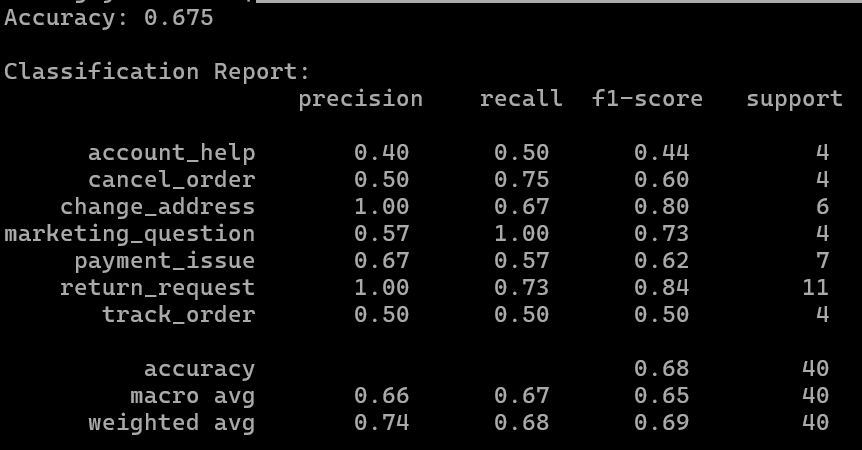 Accuracy: 0.675
Classification Report:
precision recall f1-score support
account_help 0.40 0.50 0.44 4
cancel_order 0.50 0.75 0.60 4
change_address 1.00 0.67 0.80 6
marketing_question 0.57 1.00 0.73 4
payment_issue 0.67 0.57 0.62 7
return_request 1.00 0.73 0.84 11
track_order 0.50 0.50 0.50 4
accuracy 0.68 40
macro avg 0.66 0.67 0.65 40
weighted avg 0.74 0.68 0.69 40